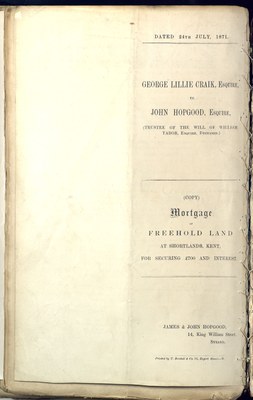 DATED 24TH JULY, 1871.
GEORGE LILLIE CRAIK, ESQUIRE,
TO
JOHN HOPGOOD, ESQUIRE,
(TRUSTEE OF THE WILL OF WILLIAM
ESQUIRE,
(COPY)
Mortgage
OF
FREEHOLD LAND
AT SHORTLANDS, KENT,
FOR SECURING £700 AND INTEREST.
JAMES & JOHN HOPGOOD,
14, King William Street
STRAND.